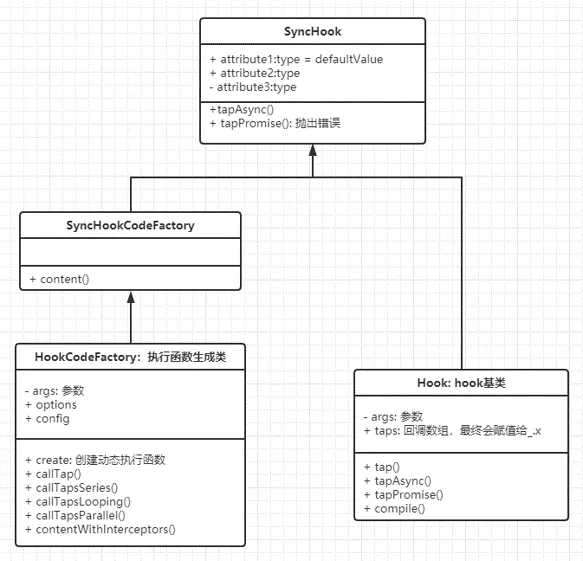 SyncHook
+ attribute1:type = defaultValue
+ attribute2:type
- attribute3:type
+tapAsync()
+ tapPromise(): 抛出错误
SyncHookCodeFactory
+ content()
HookCodeFactory：执行函数生成类
- args: 参数
+ options
+ config
+ create: 创建动态执行函数
+ callTap()
+ callTapsSeries()
+ callTapsLooping()
+ callTapsParallel()
+ contentWithInterceptors()
Hook: hook基类
- args: 参数
+ taps: 回调数组，最终会赋值给_.x
+ tap()
+ tapAsync()
+ tapPromise()
+ compile()